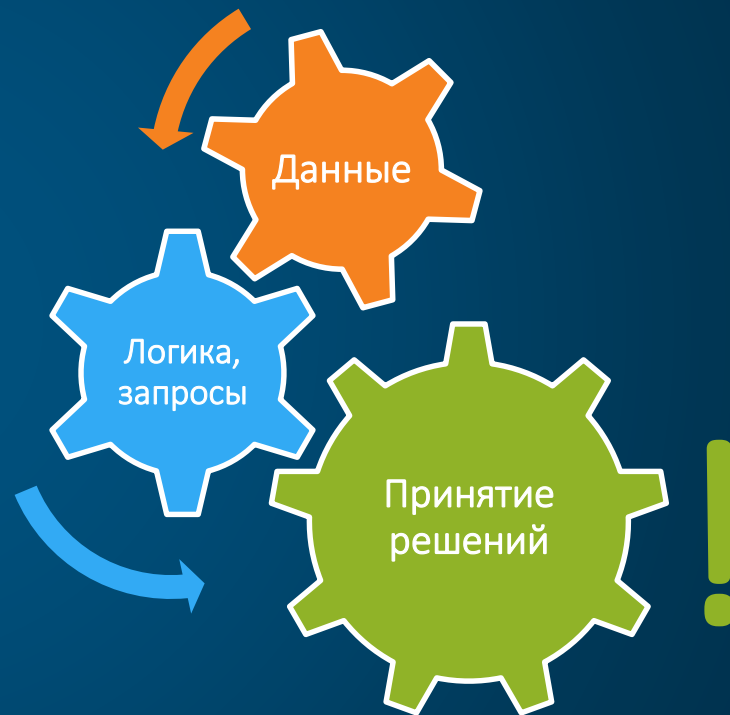 Данные
Логика,
запросы
Принятие
решений
!